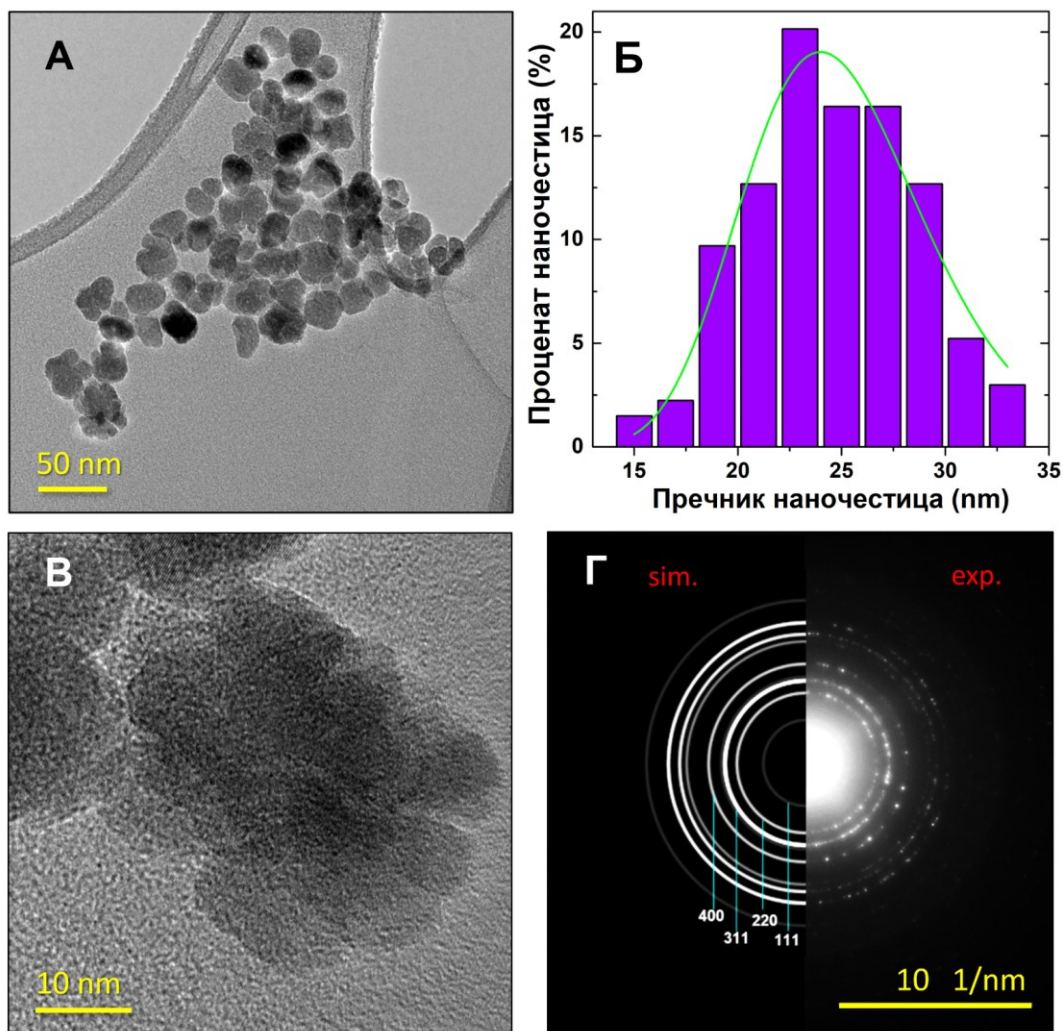 А
50 nm
Б
Проценат наночестица (%)
20
15
10
5
0
15 20 25 30 35
Пречник наночестица (nm)
В
10 nm
Г
sim.
exp.
400
311
220
111
10 1/nm